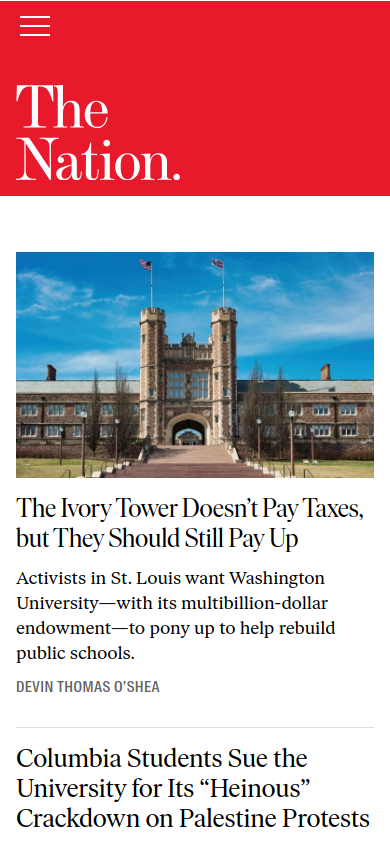 The
Nation.
The Ivory Tower Doesn’t Pay Taxes,
but They Should Still Pay Up
Activists in St. Louis want Washington
University—with its multibillion-dollar
endowment—to pony up to help rebuild
public schools.
DEVIN THOMAS O’SHEA
Columbia Students Sue the
University for Its “Heinous”
Crackdown on Palestine Protests